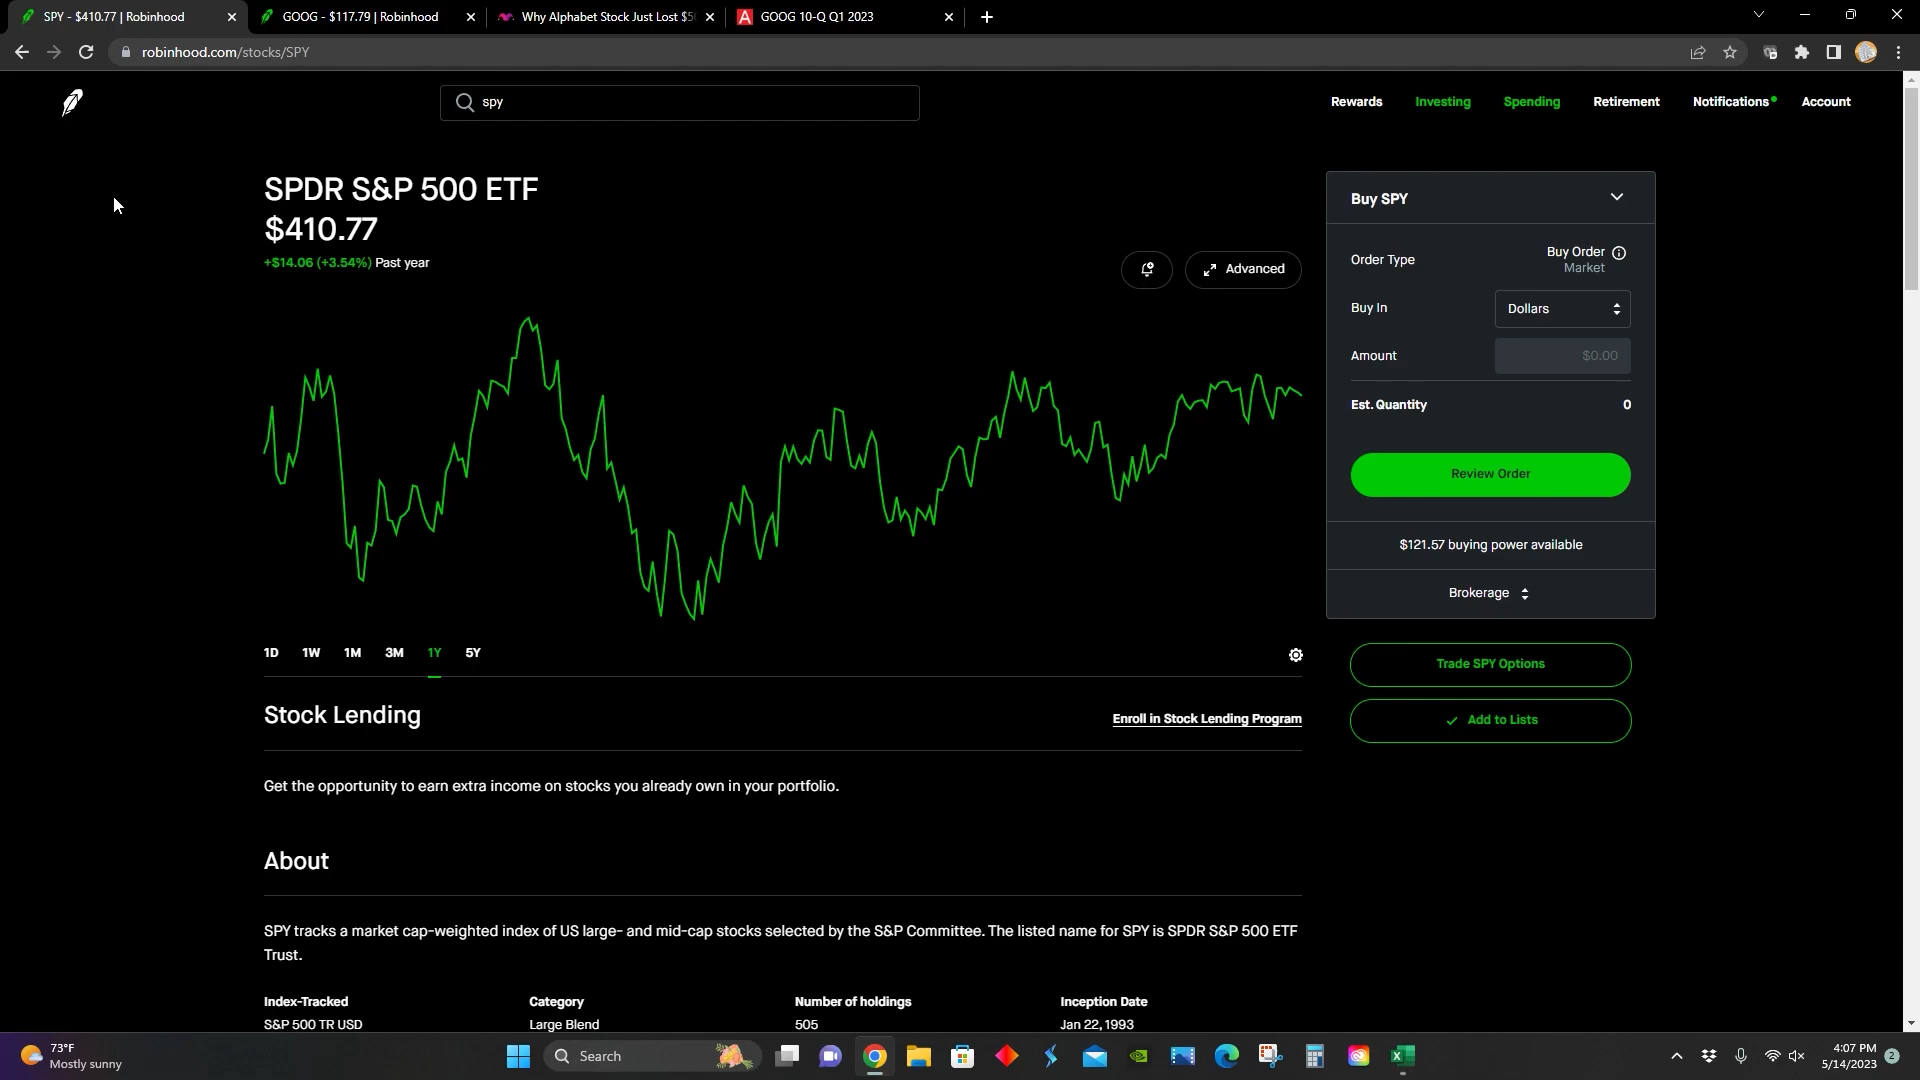 SPY - $410.77 | Robinhood
GOOG - $117.79 | Robinhood
Why Alphabet Stock Just Lost $5
GOOG 10-Q Q1 2023
robinhood.com/stocks/SPY
spy
Rewards
Investing
Spending
Retirement
Notifications
Account
SPDR S&P 500 ETF
$410.77
+$14.06 (+3.54%) Past year
Advanced
Buy SPY
Order Type
Buy Order
Market
Buy In
Dollars
Amount
$0.00
Est. Quantity
0
Review Order
$121.57 buying power available
Brokerage
1D 1W 1M 3M 1Y 5Y
Trade SPY Options
Add to Lists
Stock Lending
Enroll in Stock Lending Program
Get the opportunity to earn extra income on stocks you already own in your portfolio.
About
SPY tracks a market cap-weighted index of US large- and mid-cap stocks selected by the S&P Committee. The listed name for SPY is SPDR S&P 500 ETF
Trust.
Index-Tracked
S&P 500 TR USD
Category
Large Blend
Number of holdings
505
Inception Date
Jan 22, 1993
73°F
Mostly sunny
Search
4:07 PM
5/14/2023
2